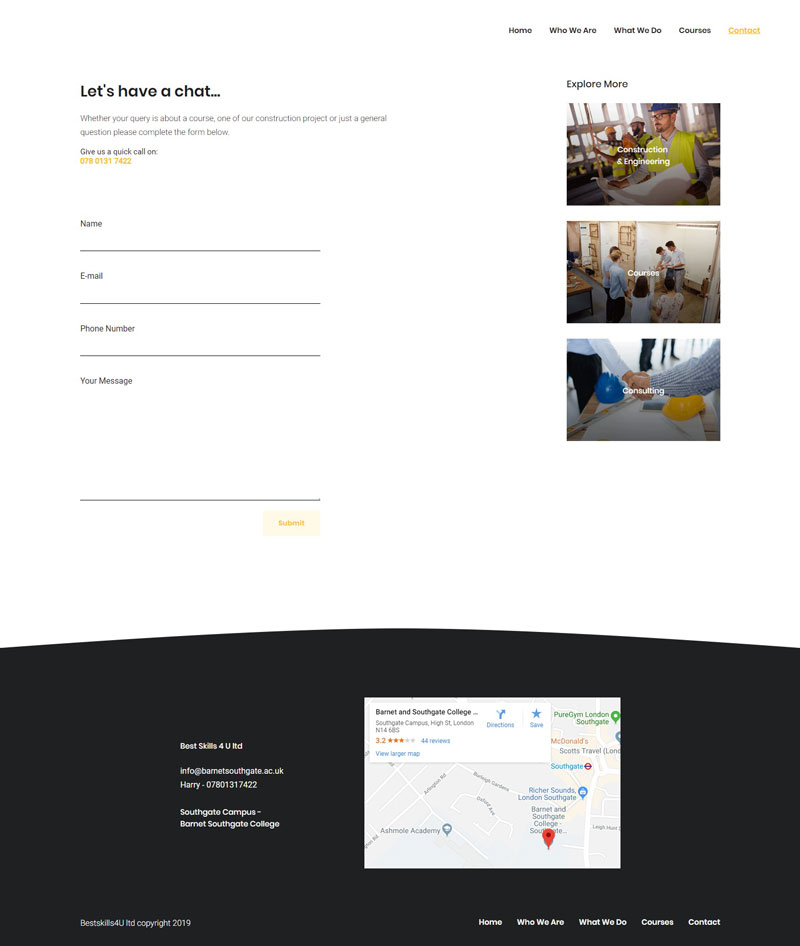 Home Who We Are What We Do Courses Contact
Let's have a chat...
Whether your query is about a course, one of our construction project or just a general
question please complete the form below.
Give us a quick call on:
078 0131 7422
Name
E-mail
Phone Number
Your Message
Submit
Explore More
Construction
& Engineering
Courses
Consulting
Best Skills 4 U ltd
info@barnetsouthgate.ac.uk
Harry - 07801317422
Southgate Campus -
Barnet Southgate College
Barnet and Southgate College ...
Southgate Campus, High St, London
N14 6BS
3.2 44 reviews
View larger map
Directions
Save
PureGym London
Southgate
McDonald's
Scotts Travel (Lond
Southgate
Burleigh Gardens
Arlington Rd
Oxford Ave
Richer Sounds,
London Southgate
Barnet and
Southgate
College -
Leigh Hunt
Ashmole Academy
Bestskills4U ltd copyright 2019
Home Who We Are What We Do Courses Contact